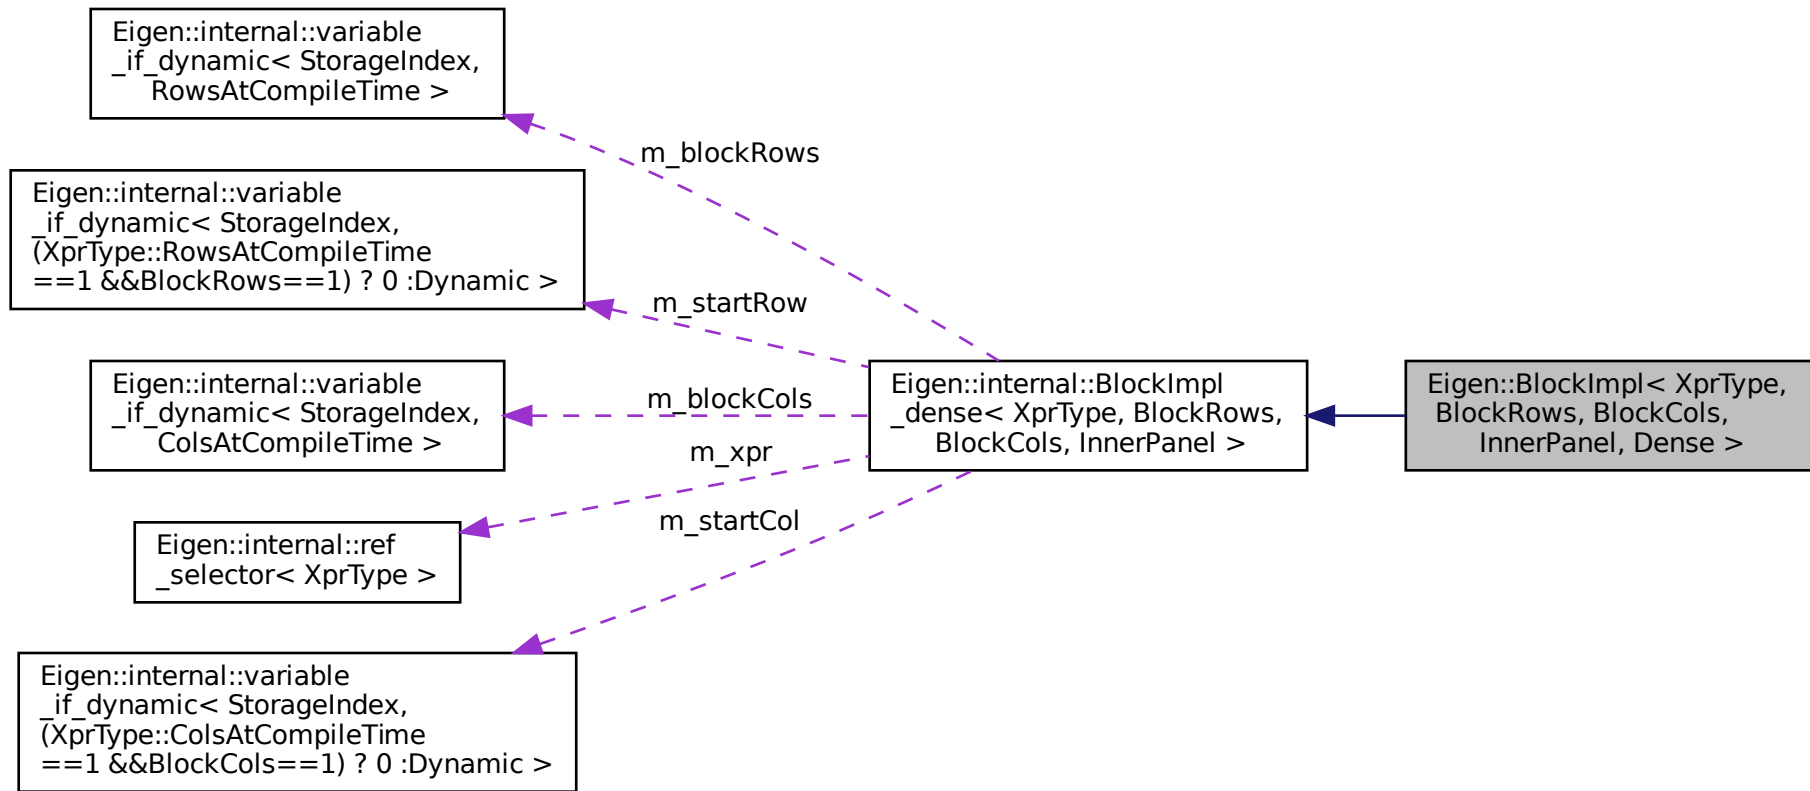 Eigen::internal::variable
_if_dynamic< StorageIndex,
RowsAtCompileTime >
m_blockRows
Eigen::internal::variable
_if_dynamic< StorageIndex,
(XprType::RowsAtCompileTime
==1 &&BlockRows==1) ? 0 :Dynamic >
m_startRow
Eigen::internal::variable
_if_dynamic< StorageIndex,
ColsAtCompileTime >
m_blockCols
Eigen::internal::BlockImpl
_dense< XprType, BlockRows,
BlockCols, InnerPanel >
Eigen::BlockImpl< XprType,
BlockRows, BlockCols,
InnerPanel, Dense >
m_xpr
Eigen::internal::ref
_selector< XprType >
m_startCol
Eigen::internal::variable
_if_dynamic< StorageIndex,
(XprType::ColsAtCompileTime
==1 &&BlockCols==1) ? 0 :Dynamic >